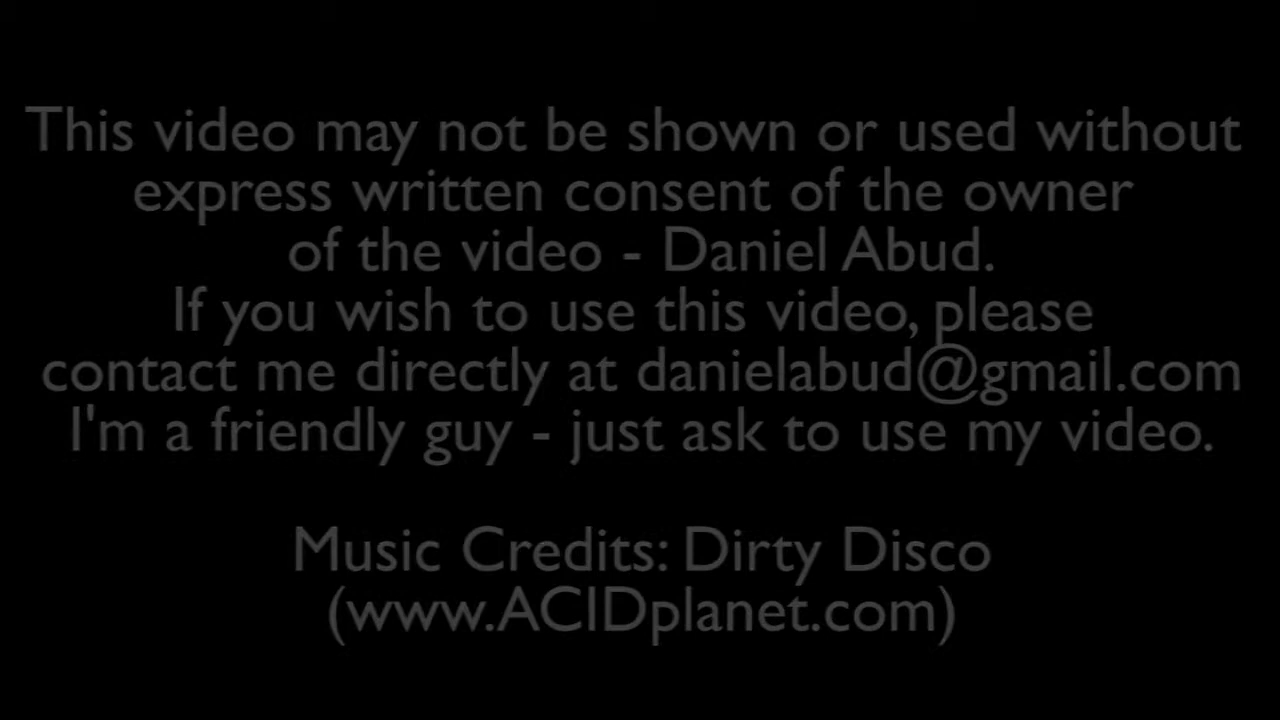 This video may not be shown or used without
express written consent of the owner
of the video - Daniel Abud.
If you wish to use this video, please
contact me directly at danielabud@gmail.com
I'm a friendly guy - just ask to use my video.
Music Credits: Dirty Disco
(www.ACIDplanet.com)